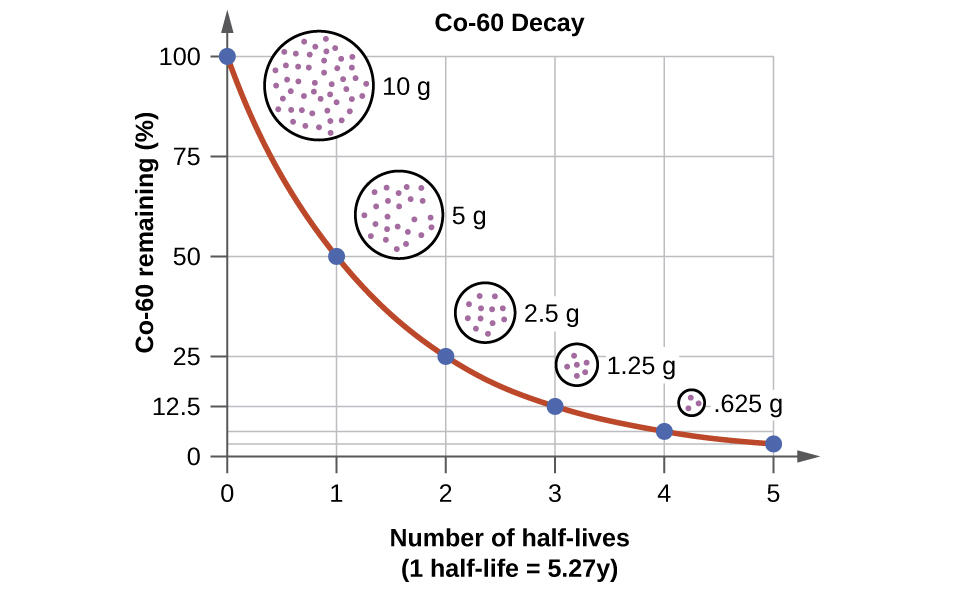 Co-60 Decay
Co-60 remaining (%)
100
75
50
25
12.5
0
10 g
5 g
2.5 g
1.25 g
.625 g
0 1 2 3 4 5
Number of half-lives
(1 half-life = 5.27y)